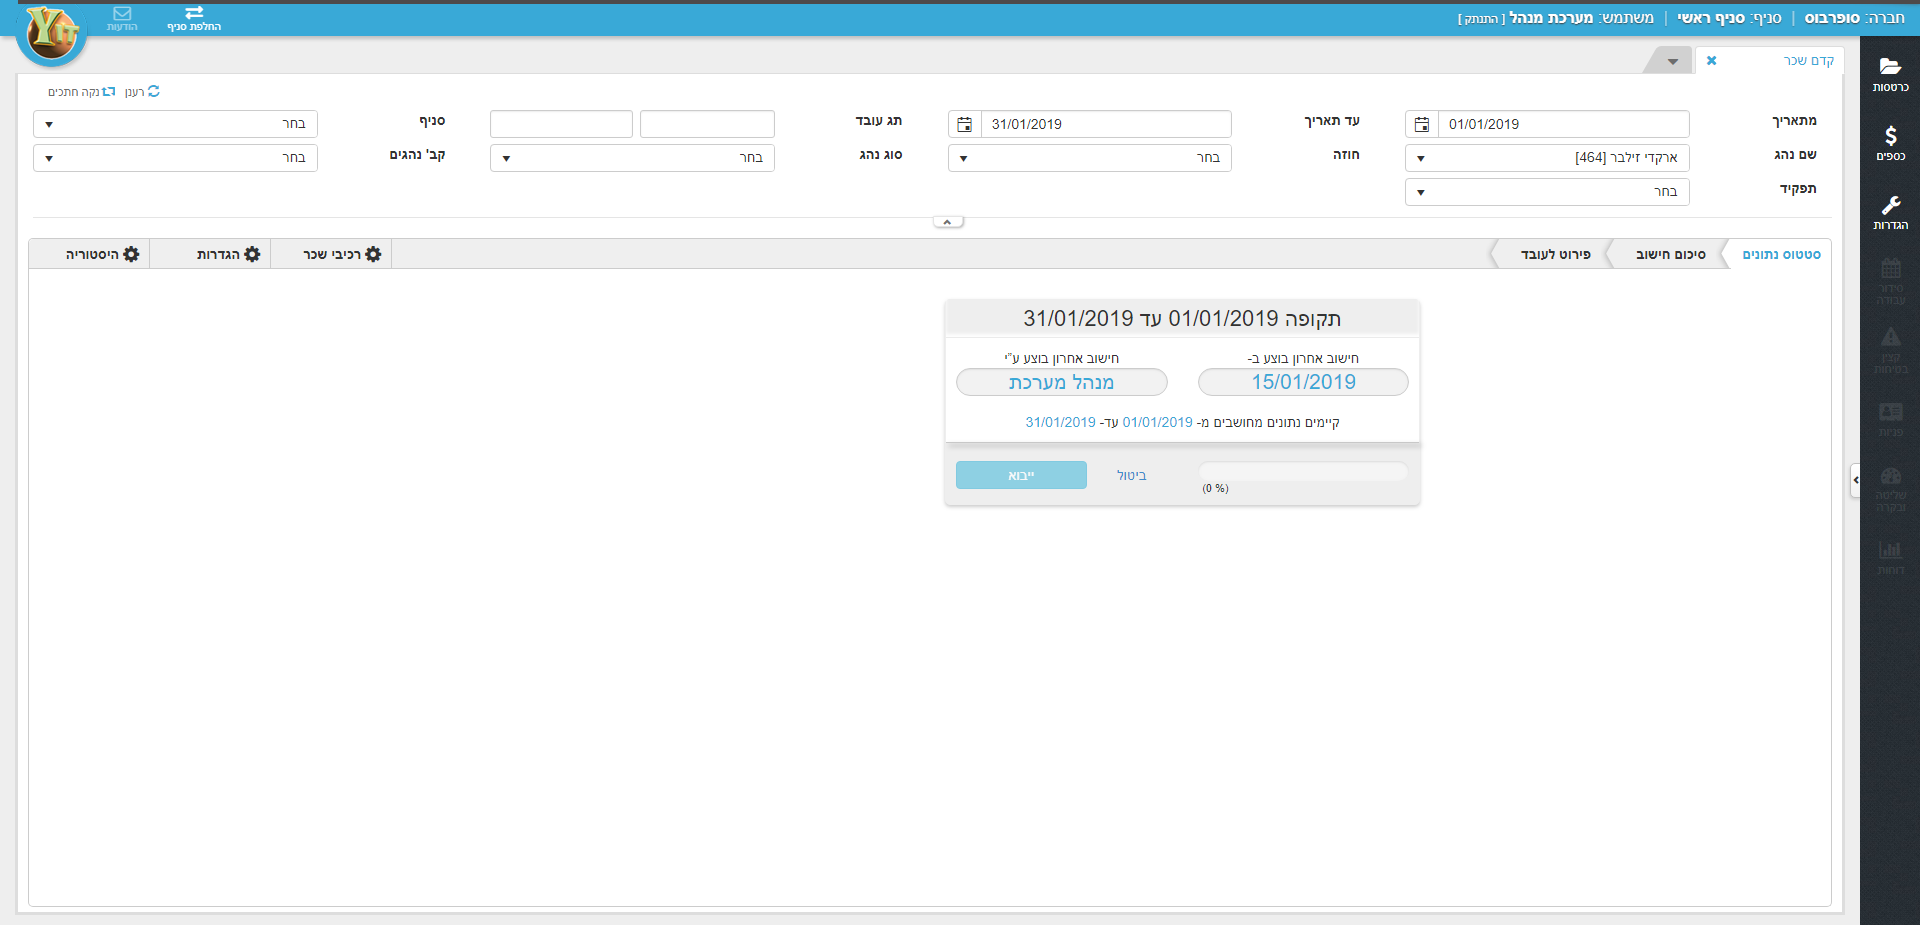 חברה: סופרבוס | סניף: סניף ראשי | משתמש: מערכת מנהל [ התנתק ]
החלפת סניף
הודעות
YIT
קדם שכר
כרטסות
כספים
הגדרות
סידור עבודה
קצין בטיחות
פניות
שליטה ובקרה
דוחות
רענן נקה חתכים
מתאריך 01/01/2019 עד תאריך 31/01/2019 תג עובד סניף בחר
שם נהג ארקדי זילבר [464] חוזה בחר סוג נהג בחר קב' נהגים בחר
תפקיד בחר
סטטוס נתונים סיכום חישוב פירוט לעובד רכיבי שכר הגדרות היסטוריה
תקופה 01/01/2019 עד 31/01/2019
חישוב אחרון בוצע ב- חישוב אחרון בוצע ע"י
15/01/2019 מנהל מערכת
קיימים נתונים מחושבים מ- 01/01/2019 עד- 31/01/2019
ביטול ייבוא
(0 %)